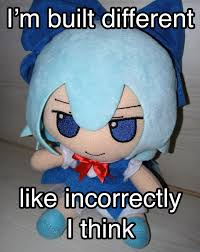 I'm built different
like incorrectly
I think